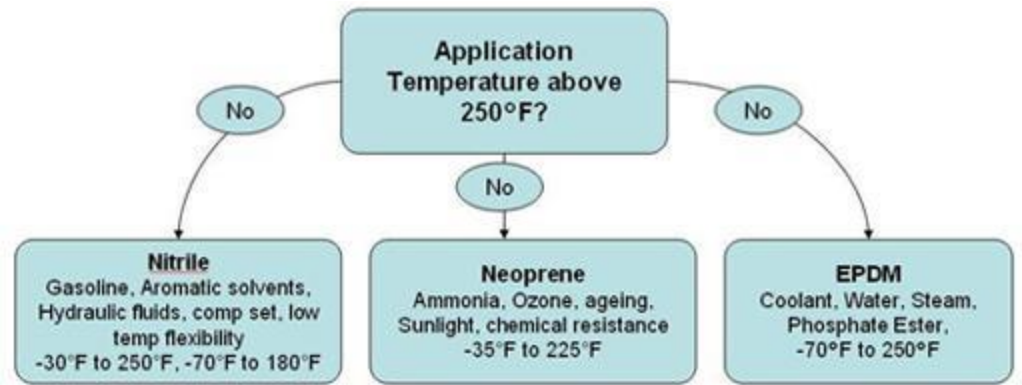 Application
Temperature above
250°F?
No
No
No
Nitrile
Gasoline, Aromatic solvents,
Hydraulic fluids, comp set, low
temp flexibility
-30°F to 250°F, -70°F to 180°F
Neoprene
Ammonia, Ozone, ageing,
Sunlight, chemical resistance
-35°F to 225°F
EPDM
Coolant, Water, Steam,
Phosphate Ester,
-70°F to 250°F